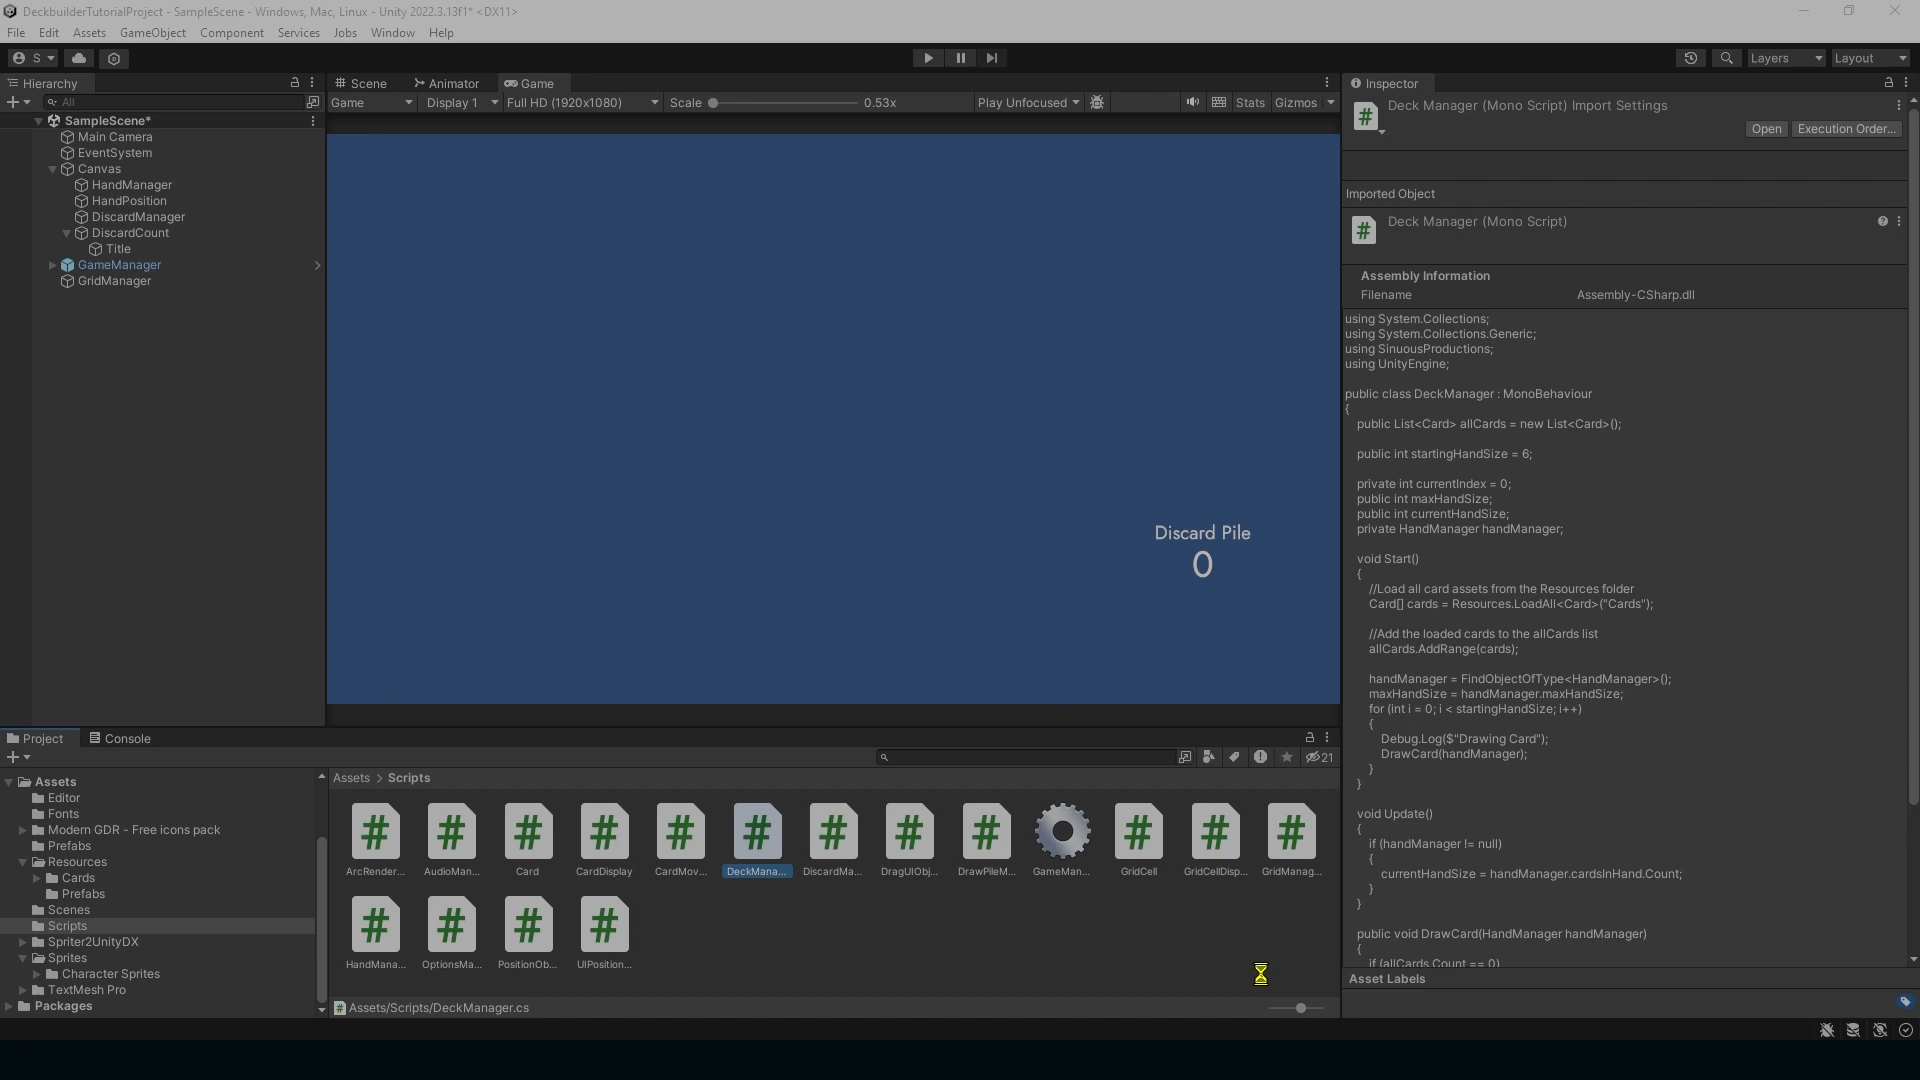 DeckbuilderTutorialProject - SampleScene - Windows, Mac, Linux - Unity 2022.3.13f1* <DX11>
File Edit Assets GameObject Component Services Jobs Window Help
S
Layers Layout
Hierarchy
All
SampleScene*
Main Camera
EventSystem
Canvas
HandManager
HandPosition
DiscardManager
DiscardCount
Title
GameManager
GridManager
Scene Animator Game
Game Display 1 Full HD (1920x1080) Scale 0.53x Play Unfocused Stats Gizmos
Discard Pile
0
Inspector
Deck Manager (Mono Script) Import Settings
Open Execution Order...
Imported Object
Deck Manager (Mono Script)
Assembly Information
Filename Assembly-CSharp.dll
using System.Collections;
using System.Collections.Generic;
using SinuousProductions;
using UnityEngine;
public class DeckManager : MonoBehaviour
{
public List<Card> allCards = new List<Card>();
public int startingHandSize = 6;
private int currentIndex = 0;
public int maxHandSize;
public int currentHandSize;
private HandManager handManager;
void Start()
{
//Load all card assets from the Resources folder
Card[] cards = Resources.LoadAll<Card>("Cards");
//Add the loaded cards to the allCards list
allCards.AddRange(cards);
handManager = FindObjectOfType<HandManager>();
maxHandSize = handManager.maxHandSize;
for (int i = 0; i < startingHandSize; i++)
{
Debug.Log($"Drawing Card");
DrawCard(handManager);
}
}
void Update()
{
if (handManager != null)
{
currentHandSize = handManager.cardsInHand.Count;
}
}
public void DrawCard(HandManager handManager)
{
if (allCards.Count == 0)
Asset Labels
Project Console
21
Assets
Editor
Fonts
Modern GDR - Free icons pack
Prefabs
Resources
Cards
Prefabs
Scenes
Scripts
Spriter2UnityDX
Sprites
Character Sprites
TextMesh Pro
Packages
Assets > Scripts
ArcRender... AudioMan... Card CardDisplay CardMov... DeckMana... DiscardMa... DragUIObj... DrawPileM... GameMan... GridCell GridCellDisp... GridManag...
HandMana... OptionsMa... PositionOb... UIPosition...
Assets/Scripts/DeckManager.cs